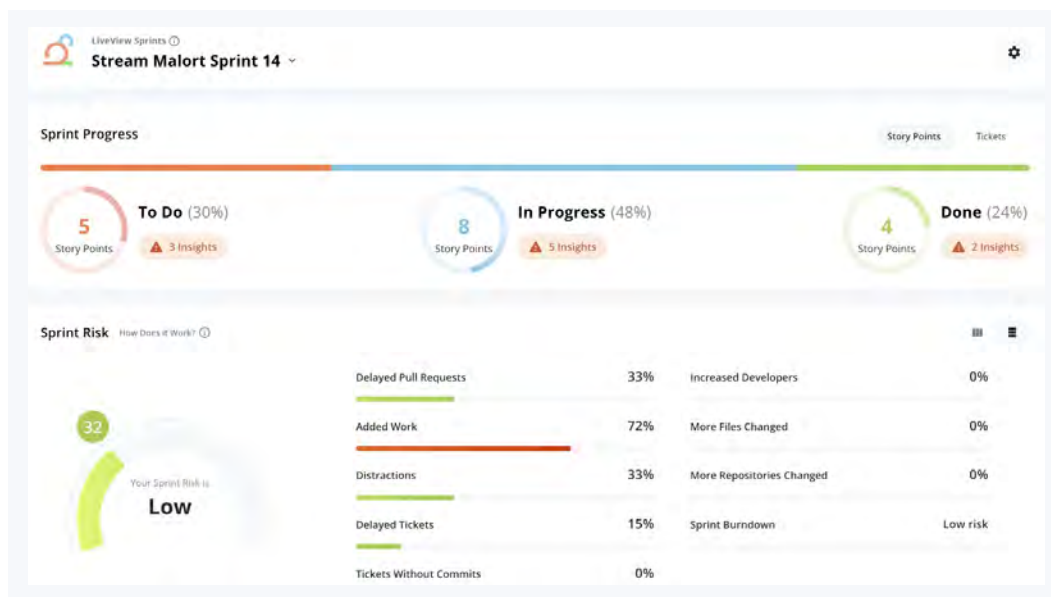 LiveView Sprints
Stream Malort Sprint 14
Sprint Progress
Story Points
Tickets
5
Story Points
To Do (30%)
3 Insights
8
Story Points
In Progress (48%)
5 Insights
4
Story Points
Done (24%)
2 Insights
Sprint Risk
How Does it Work?
32
Your Sprint Risk is
Low
Delayed Pull Requests 33%
Added Work 72%
Distractions 33%
Delayed Tickets 15%
Tickets Without Commits 0%
Increased Developers 0%
More Files Changed 0%
More Repositories Changed 0%
Sprint Burndown Low risk